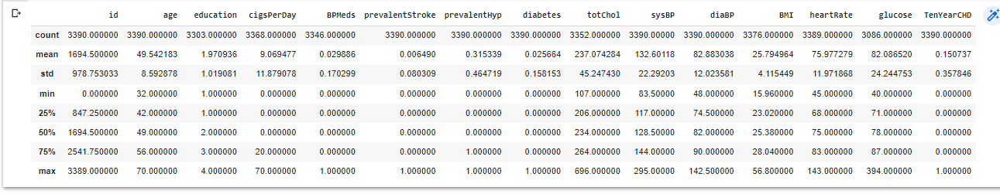 id age education cigsPerDay BPMeds prevalentStroke prevalentHyp diabetes totChol sysBP diaBP BMI heartRate glucose TenYearCHD
count 3390.000000 3390.000000 3303.000000 3368.000000 3346.000000 3390.000000 3390.000000 3390.000000 3352.000000 3390.00000 3390.000000 3376.000000 3389.000000 3086.000000 3390.000000
mean 1694.500000 49.542183 1.970936 9.069477 0.029886 0.006490 0.315339 0.025664 237.074284 132.60118 82.883038 25.794964 75.977279 82.086520 0.150737
std 978.753033 8.592878 1.019081 11.879078 0.170299 0.080309 0.464719 0.158153 45.247430 22.29203 12.023581 4.115449 11.971868 24.244753 0.357846
min 0.000000 32.000000 1.000000 0.000000 0.000000 0.000000 0.000000 0.000000 107.000000 83.50000 48.000000 15.960000 45.000000 40.000000 0.000000
25% 847.250000 42.000000 1.000000 0.000000 0.000000 0.000000 0.000000 0.000000 206.000000 117.00000 74.500000 23.020000 68.000000 71.000000 0.000000
50% 1694.500000 49.000000 2.000000 0.000000 0.000000 0.000000 0.000000 0.000000 234.000000 128.50000 82.000000 25.380000 75.000000 78.000000 0.000000
75% 2541.750000 56.000000 3.000000 20.000000 0.000000 0.000000 1.000000 0.000000 264.000000 144.00000 90.000000 28.040000 83.000000 87.000000 0.000000
max 3389.000000 70.000000 4.000000 70.000000 1.000000 1.000000 1.000000 1.000000 696.000000 295.00000 142.500000 56.800000 143.000000 394.000000 1.000000